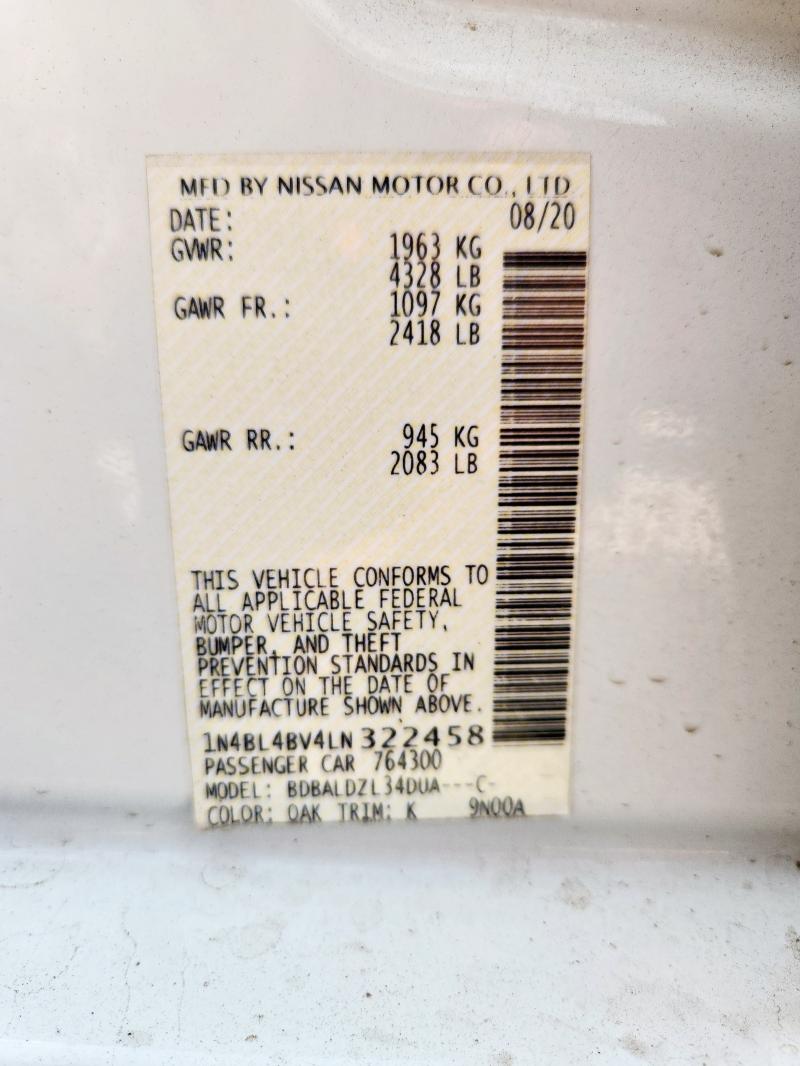 MFD BY NISSAN MOTOR CO., LTD
DATE: 08/20
GVWR: 1963 KG
4328 LB
GAWR FR.: 1097 KG
2418 LB
GAWR RR.: 945 KG
2083 LB
THIS VEHICLE CONFORMS TO
ALL APPLICABLE FEDERAL
MOTOR VEHICLE SAFETY,
BUMPER, AND THEFT
PREVENTION STANDARDS IN
EFFECT ON THE DATE OF
MANUFACTURE SHOWN ABOVE.
1N4BL4BV4LN322458
PASSENGER CAR 764300
MODEL: BDBALDZL34DUA---C-
COLOR: QAK TRIM: K 9N00A